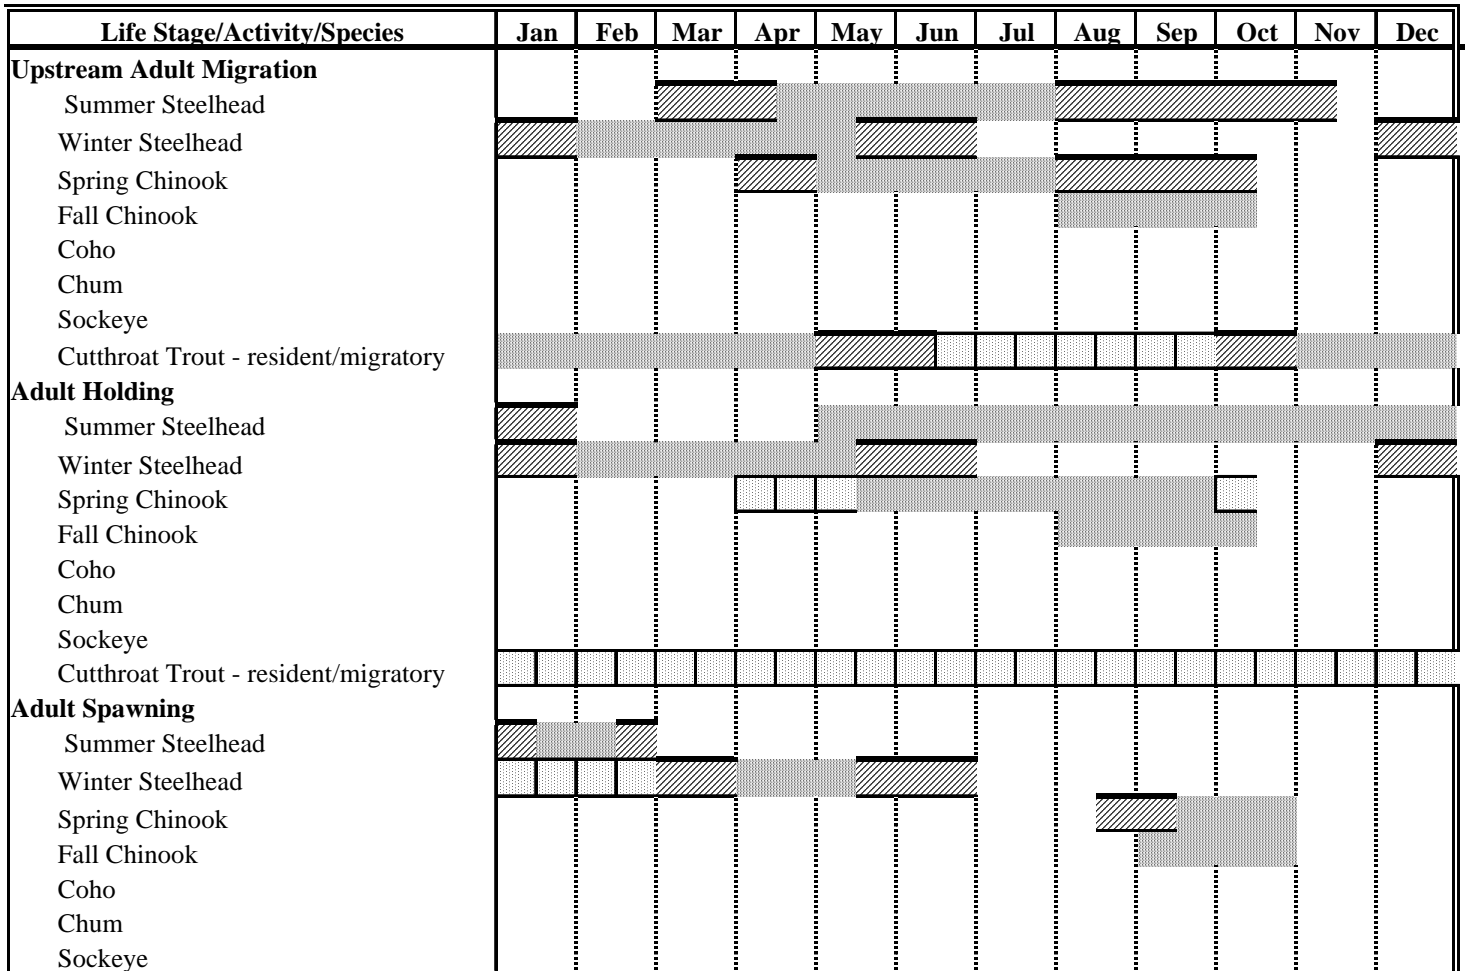 Life Stage/Activity/Species Jan Feb Mar Apr May Jun Jul Aug Sep Oct Nov Dec
Upstream Adult Migration
Summer Steelhead
Winter Steelhead
Spring Chinook
Fall Chinook
Coho
Chum
Sockeye
Cutthroat Trout - resident/migratory
Adult Holding
Summer Steelhead
Winter Steelhead
Spring Chinook
Fall Chinook
Coho
Chum
Sockeye
Cutthroat Trout - resident/migratory
Adult Spawning
Summer Steelhead
Winter Steelhead
Spring Chinook
Fall Chinook
Coho
Chum
Sockeye